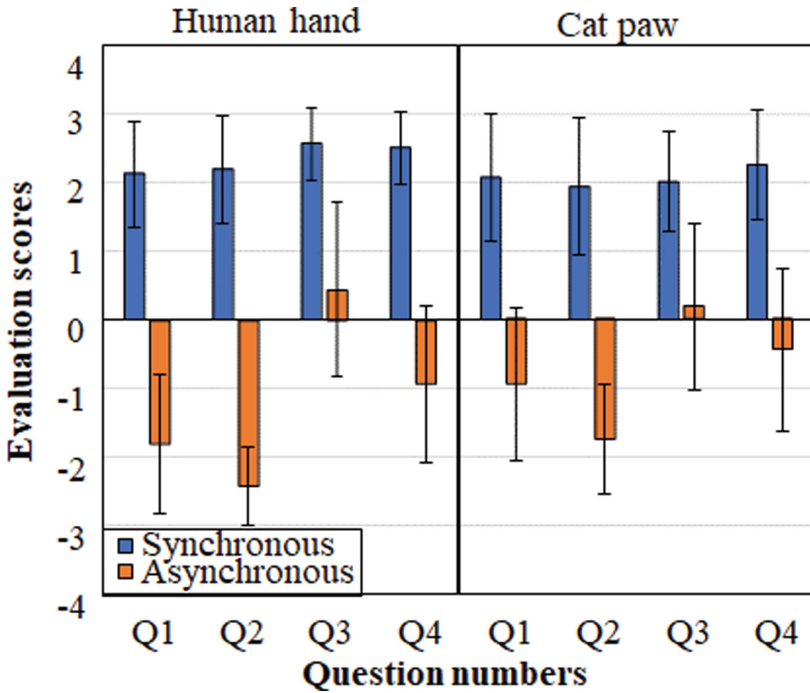 Human hand
Cat paw
Evaluation scores
4
3
2
1
0
-1
-2
-3
-4
Synchronous
Asynchronous
Q1 Q2 Q3 Q4 Q1 Q2 Q3 Q4
Question numbers